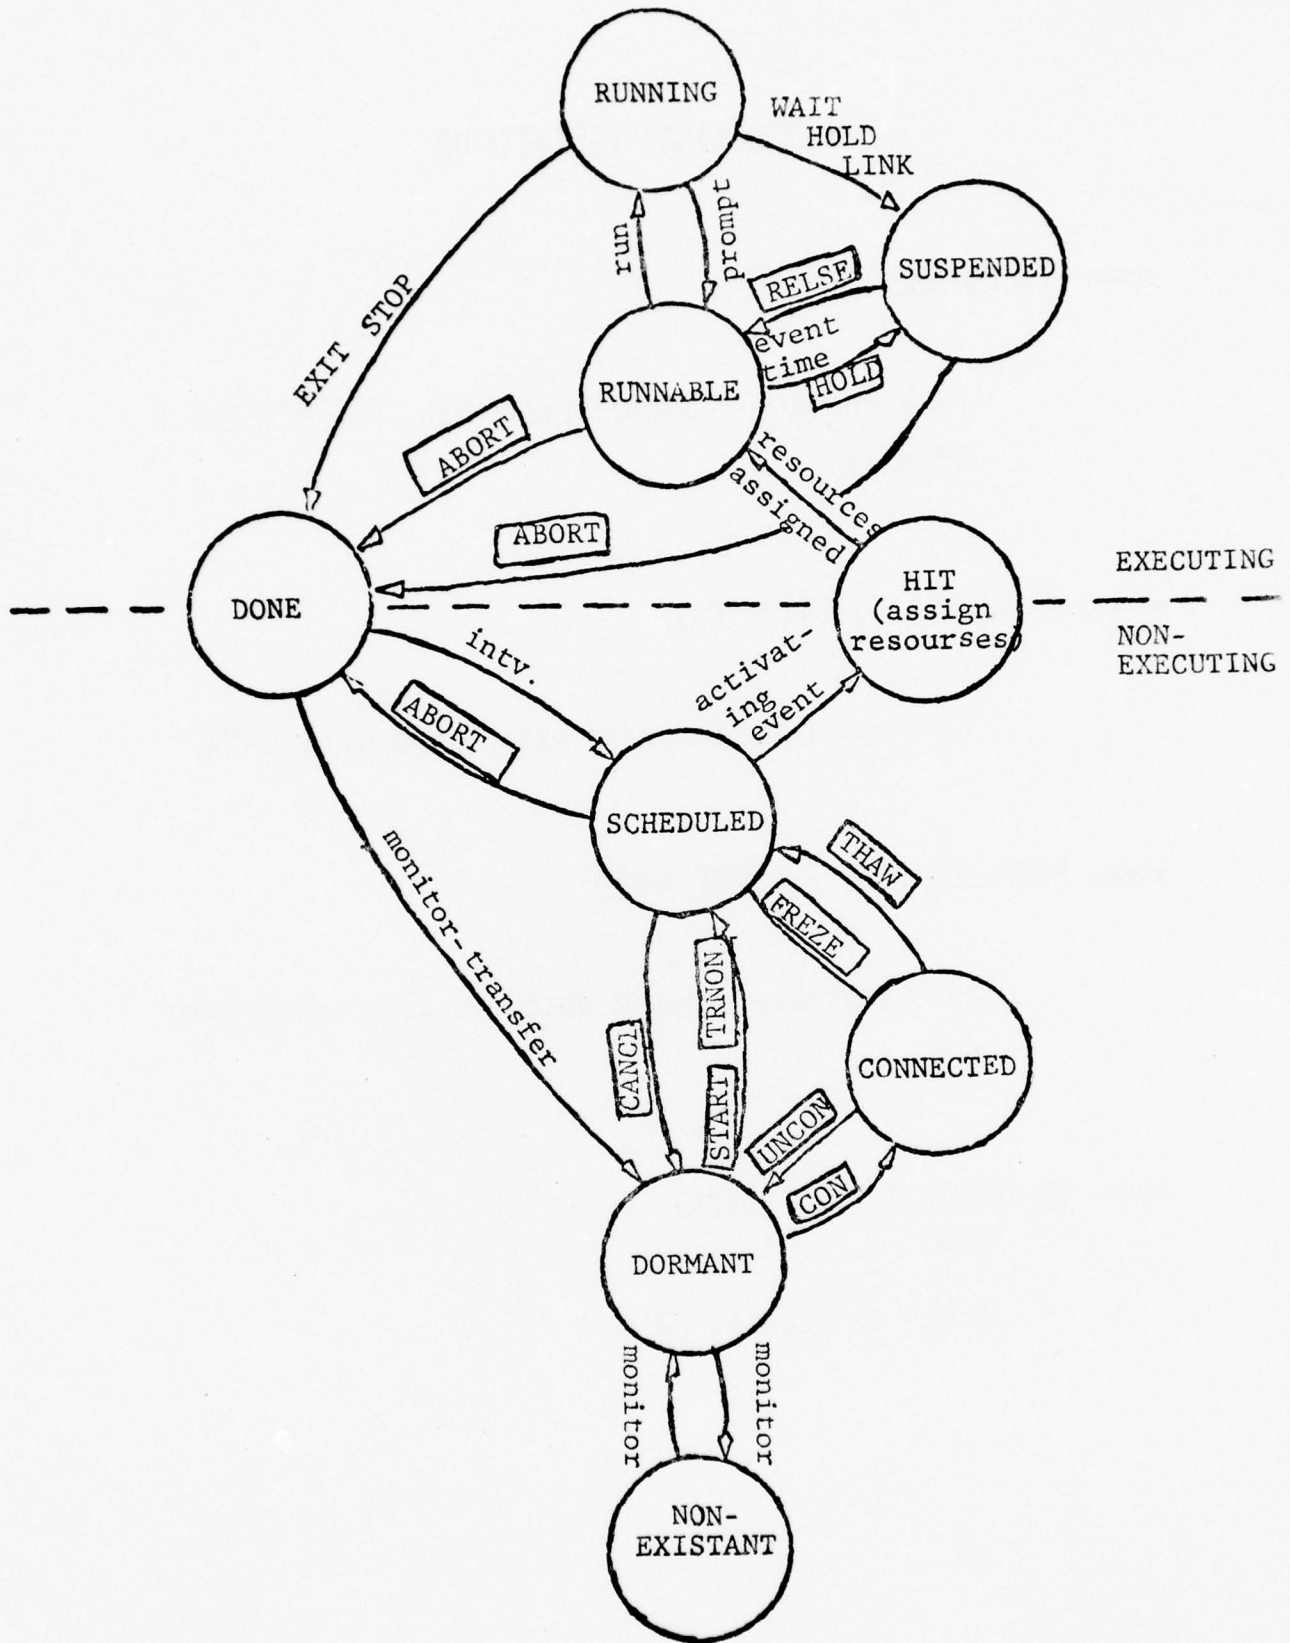 RUNNING
WAIT
HOLD
LINK
prompt
run
RELSE
SUSPENDED
event
time
HOLD
RUNNABLE
EXIT STOP
ABORT
resources
assigned
ABORT
EXECUTING
HIT
(assign
resourses)
DONE
NON-
EXECUTING
intv.
activat-
ing
event
ABORT
SCHEDULED
THAW
FREZE
monitor-transfer
TRNON
CANCL
START
CONNECTED
UNCON
CON
DORMANT
monitor
monitor
NON-
EXISTANT